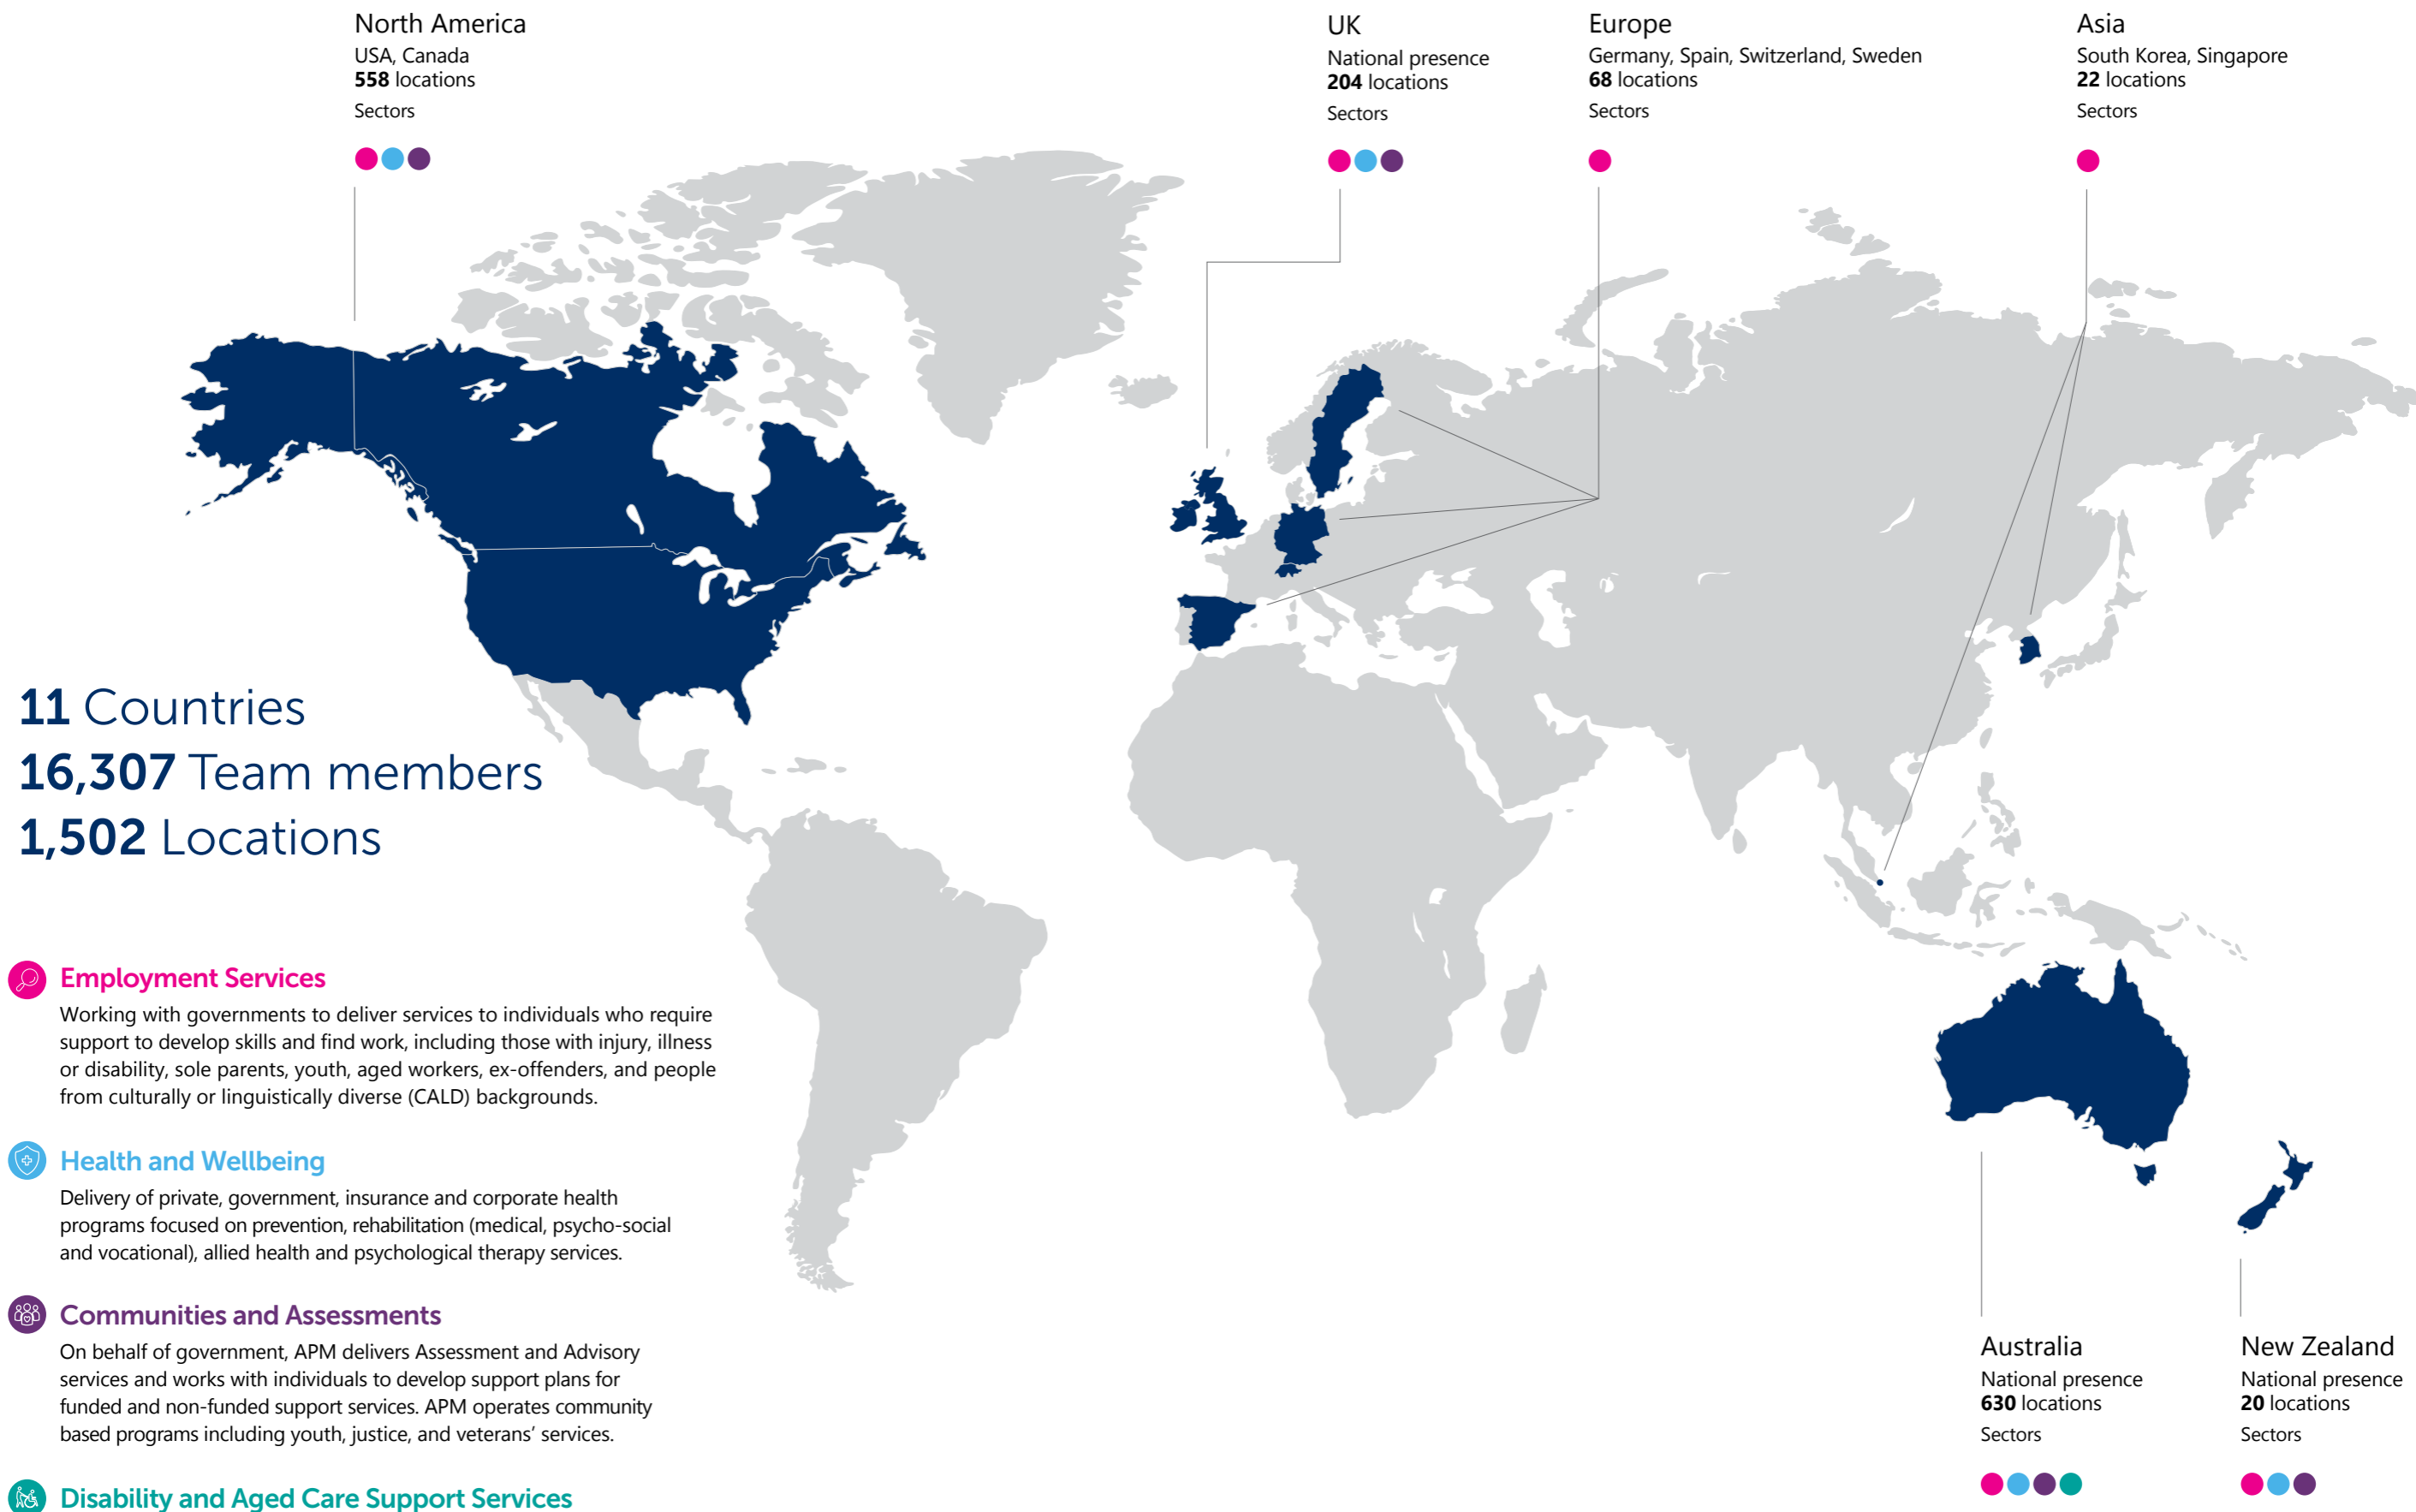 North America
USA, Canada
558 locations
Sectors
UK
National presence
204 locations
Sectors
Europe
Germany, Spain, Switzerland, Sweden
68 locations
Sectors
Asia
South Korea, Singapore
22 locations
Sectors
11 Countries
16,307 Team members
1,502 Locations
Employment Services
Working with governments to deliver services to individuals who require
support to develop skills and find work, including those with injury, illness
or disability, sole parents, youth, aged workers, ex-offenders, and people
from culturally or linguistically diverse (CALD) backgrounds.
Health and Wellbeing
Delivery of private, government, insurance and corporate health
programs focused on prevention, rehabilitation (medical, psycho-social
and vocational), allied health and psychological therapy services.
Communities and Assessments
On behalf of government, APM delivers Assessment and Advisory
services and works with individuals to develop support plans for
funded and non-funded support services. APM operates community
based programs including youth, justice, and veterans’ services.
Disability and Aged Care Support Services
Australia
National presence
630 locations
Sectors
New Zealand
National presence
20 locations
Sectors